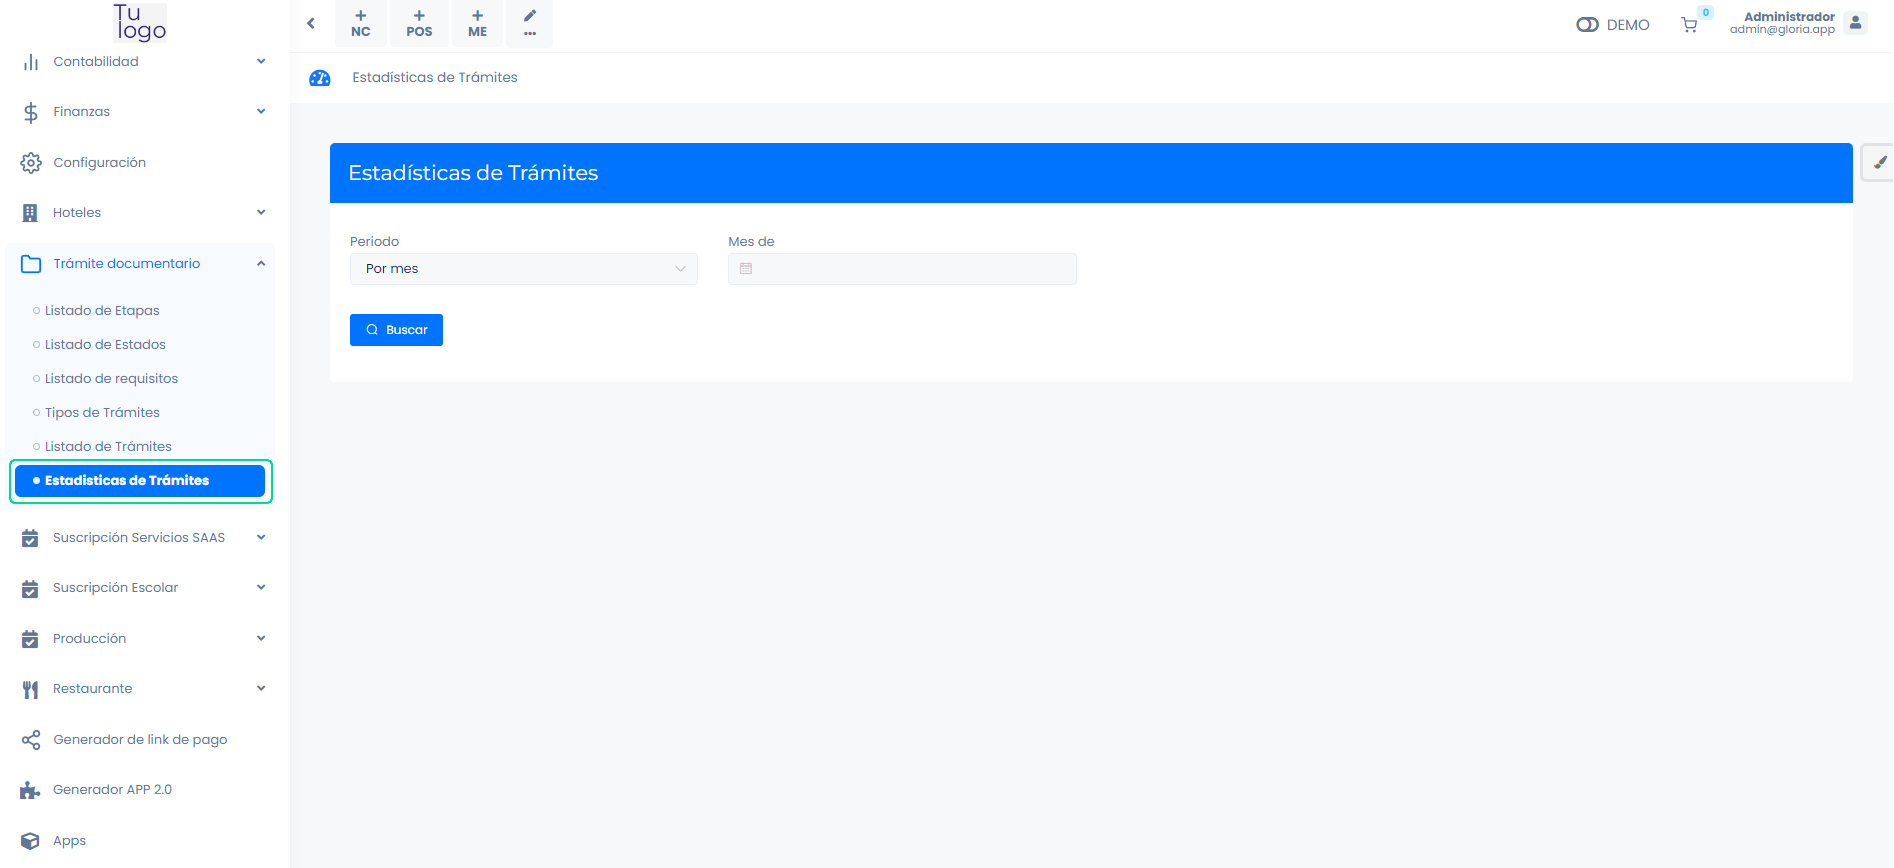 Tu
logo
Contabilidad
Finanzas
Configuración
Hoteles
Trámite documentario
Listado de Etapas
Listado de Estados
Listado de requisitos
Tipos de Trámites
Listado de Trámites
Estadisticas de Trámites
Suscripción Servicios SAAS
Suscripción Escolar
Producción
Restaurante
Generador de link de pago
Generador APP 2.0
Apps
NC
POS
ME
DEMO
0
Administrador
admin@gloria.app
Estadísticas de Trámites
Estadísticas de Trámites
Periodo
Mes de
Por mes
Buscar